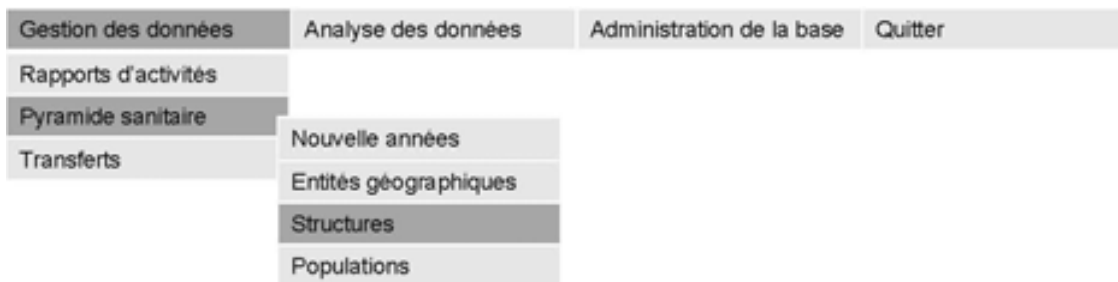 Gestion des données Analyse des données Administration de la base Quitter
Rapports d'activités
Pyramide sanitaire
Transferts
Nouvelle années
Entités géographiques
Structures
Populations